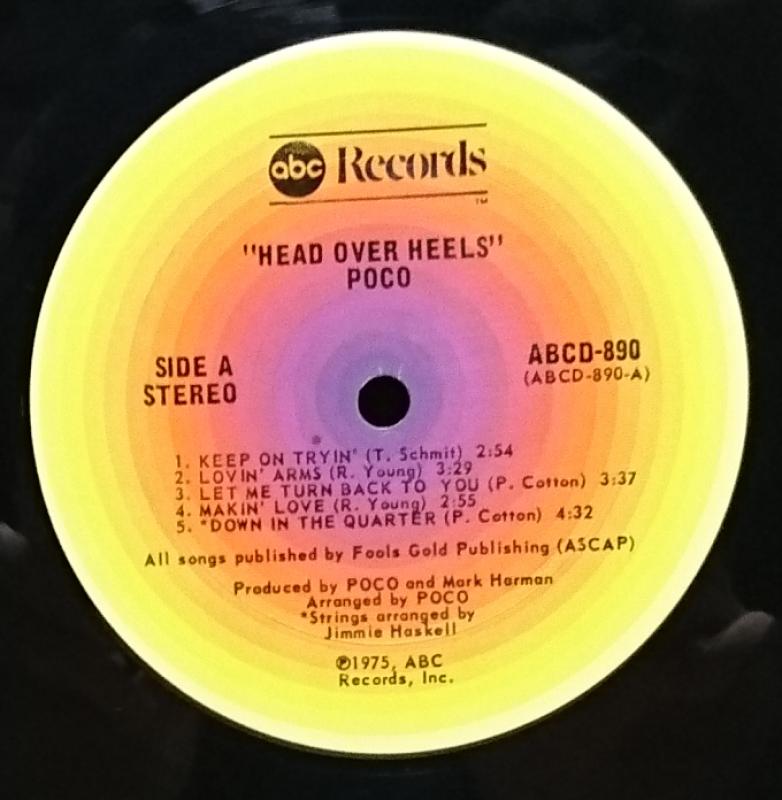 abc Records
™
"HEAD OVER HEELS"
POCO
SIDE A
STEREO
ABCD-890
(ABCD-890-A)
1. KEEP ON TRYIN' (T. Schmit) 2:54
2. LOVIN' ARMS (R. Young) 3:29
3. LET ME TURN BACK TO YOU (P. Cotton) 3:37
4. MAKIN' LOVE (R. Young) 2:55
5. *DOWN IN THE QUARTER (P. Cotton) 4:32
All songs published by Fools Gold Publishing (ASCAP)
Produced by POCO and Mark Harman
Arranged by POCO
*Strings arranged by
Jimmie Haskell
℗1975, ABC
Records, Inc.